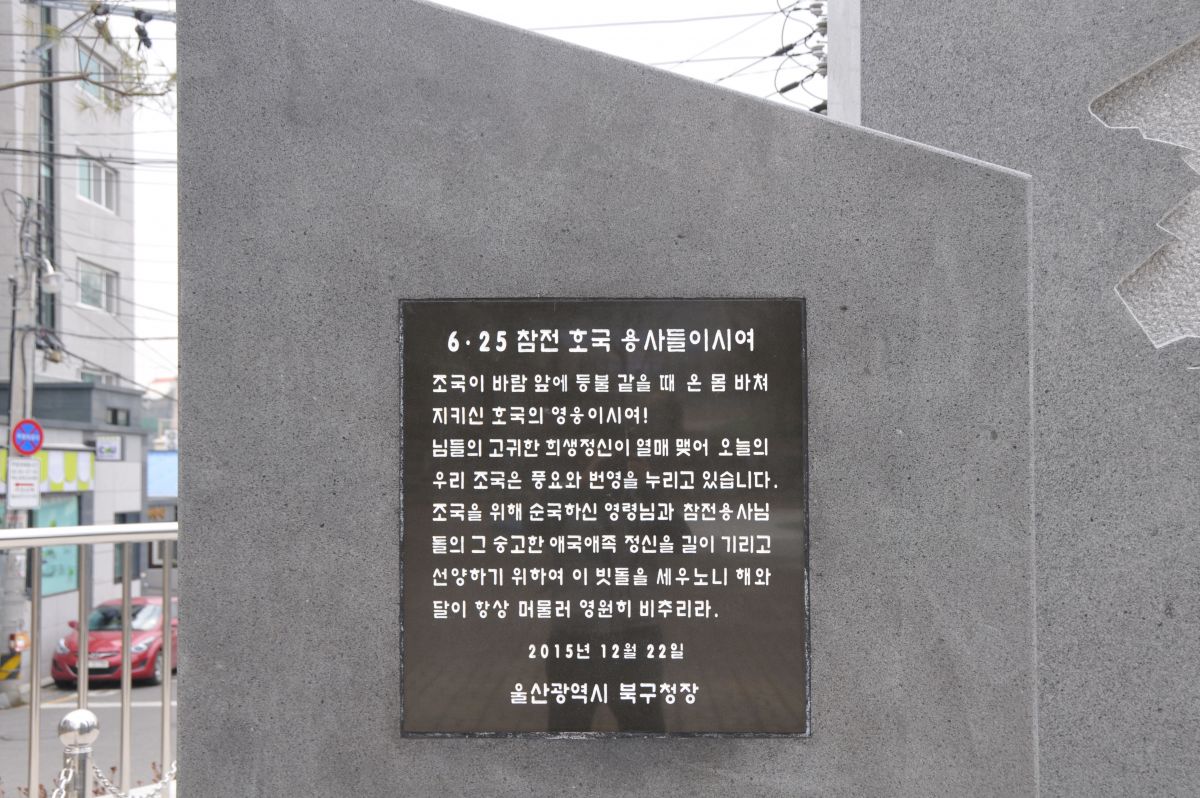 6·25 참전 호국 용사들이시여
조국이 바람 앞에 등불 같을 때 온 몸 바쳐
지키신 호국의 영웅이시여!
님들의 고귀한 희생정신이 열매 맺어 오늘의
우리 조국은 풍요와 번영을 누리고 있습니다.
조국을 위해 순국하신 영령님과 참전용사님
들의 그 숭고한 애국애족 정신을 길이 기리고
선양하기 위하여 이 빗돌을 세우노니 해와
달이 항상 머물러 영원히 비추리라.
2015년 12월 22일
울산광역시 북구청장